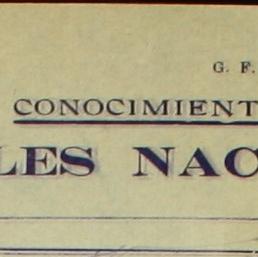 G. F.
CONOCIMIENT
LES NAC